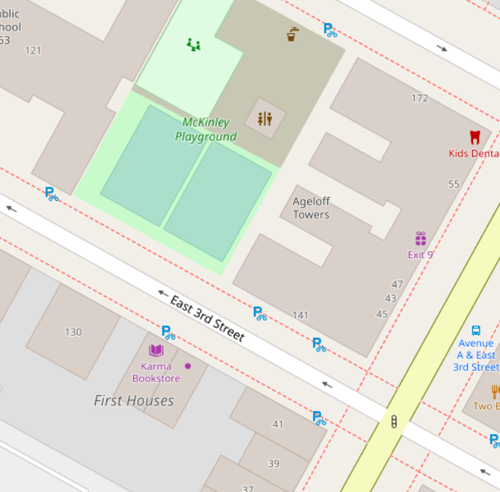 blic
chool
63
121
McKinley
Playground
172
Kids Denta
55
Ageloff
Towers
Exit 9
47
43
45
141
East 3rd Street
130
Karma
Bookstore
First Houses
Avenue
A & East
3rd Street
Two B
41
39
37